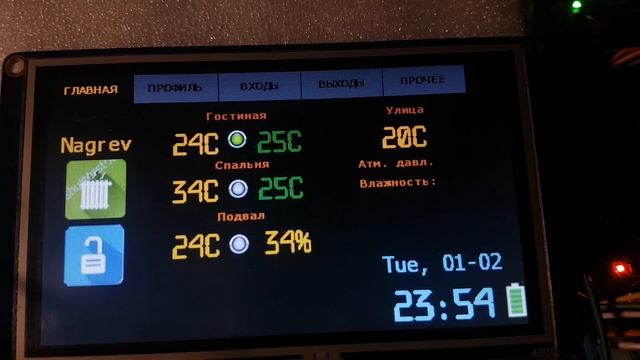 ГЛАВНАЯ ПРОФИЛЬ ВХОДЫ ВЫХОДЫ ПРОЧЕЕ
Гостиная Улица
Nagrev 24C 25C 20C
Спальня Атм. давл.
34C 25C Влажность:
Подвал
24C 34%
Tue, 01-02
23:54